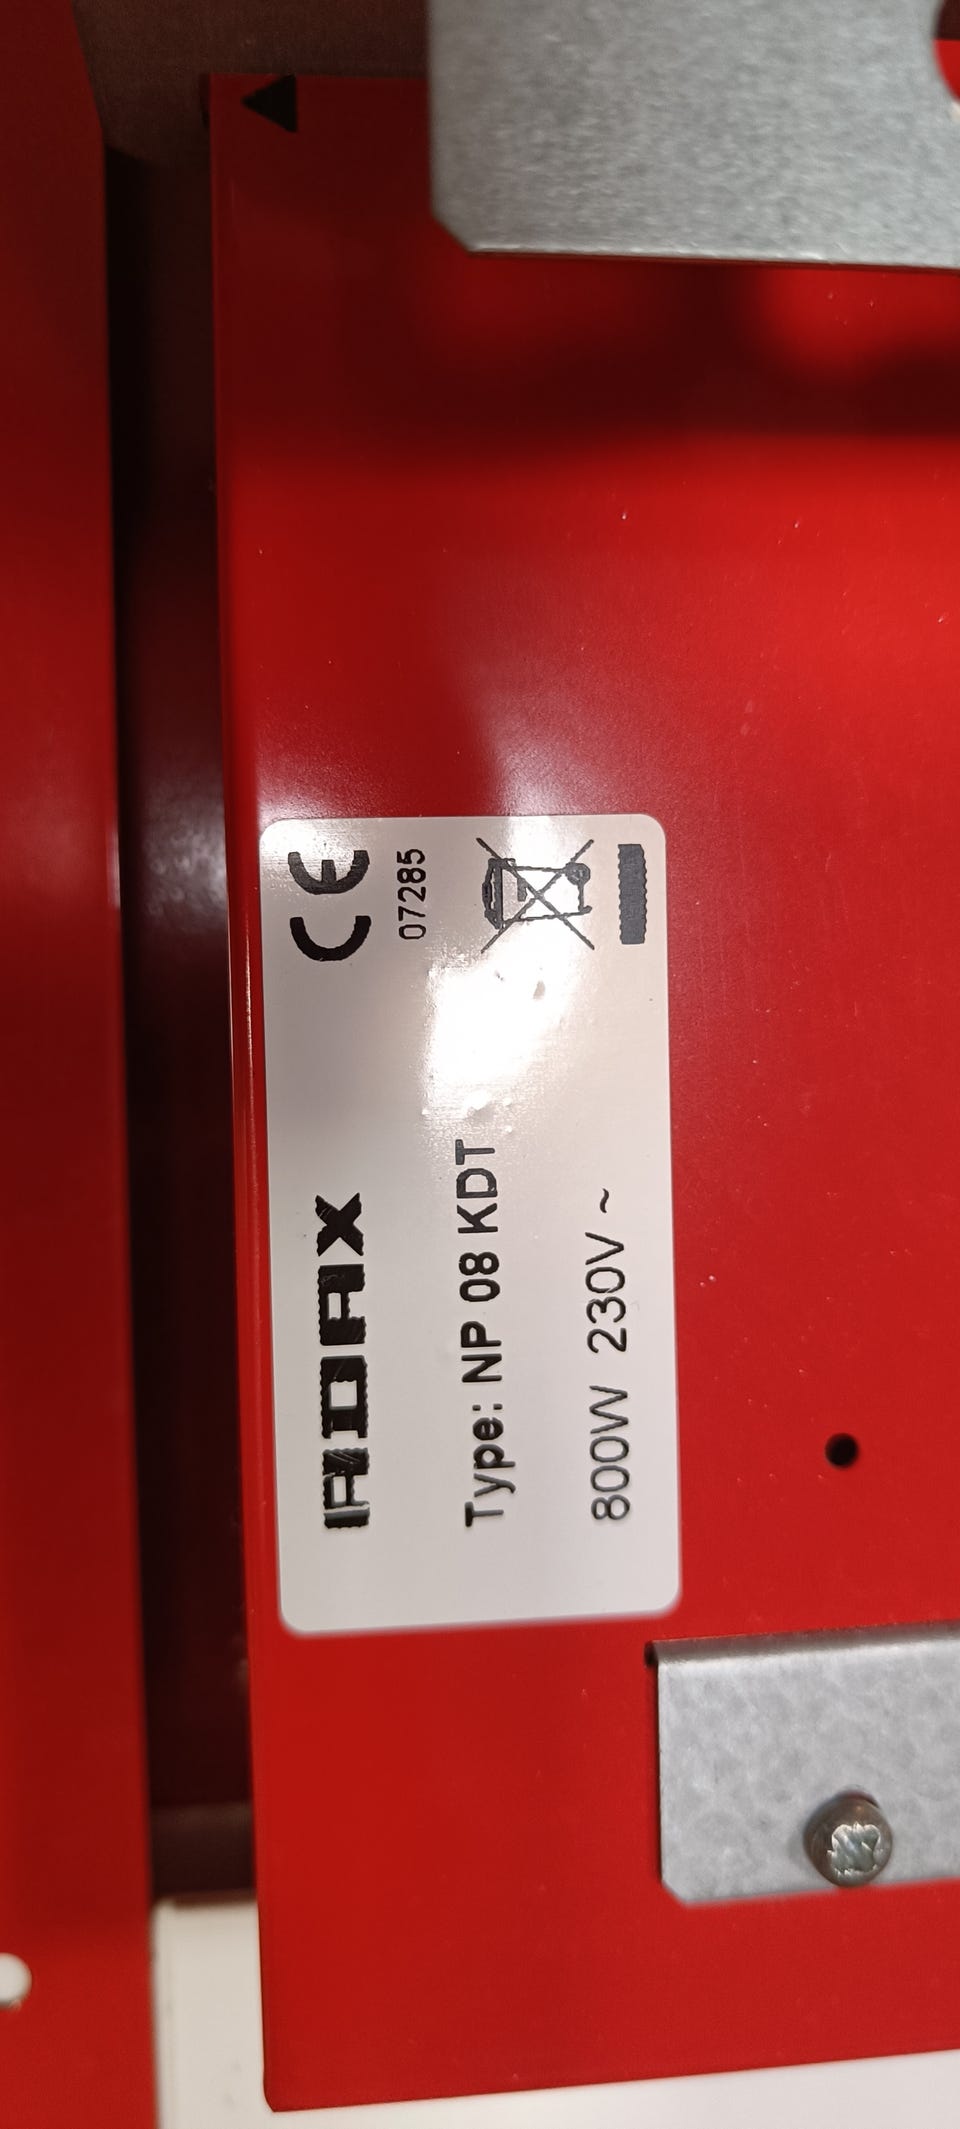 ADAX
CE
07285
Type: NP 08 KDT
800W 230V ~